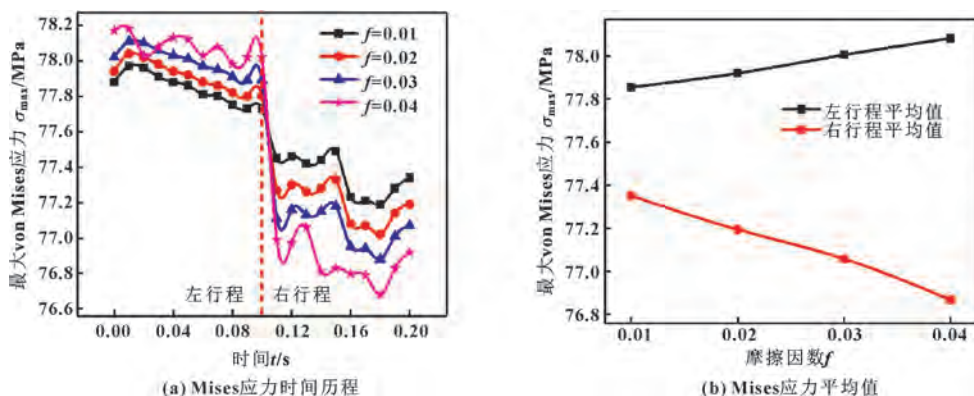 最大von Mises应力 σmax/MPa
78.2
78.0
77.8
77.6
77.4
77.2
77.0
76.8
76.6
f=0.01
f=0.02
f=0.03
f=0.04
左行程
右行程
0.00 0.04 0.08 0.12 0.16 0.20
时间t/s
(a) Mises应力时间历程
最大von Mises应力 σmax/MPa
78.0
77.8
77.6
77.4
77.2
77.0
76.8
左行程平均值
右行程平均值
0.01 0.02 0.03 0.04
摩擦因数f
(b) Mises应力平均值